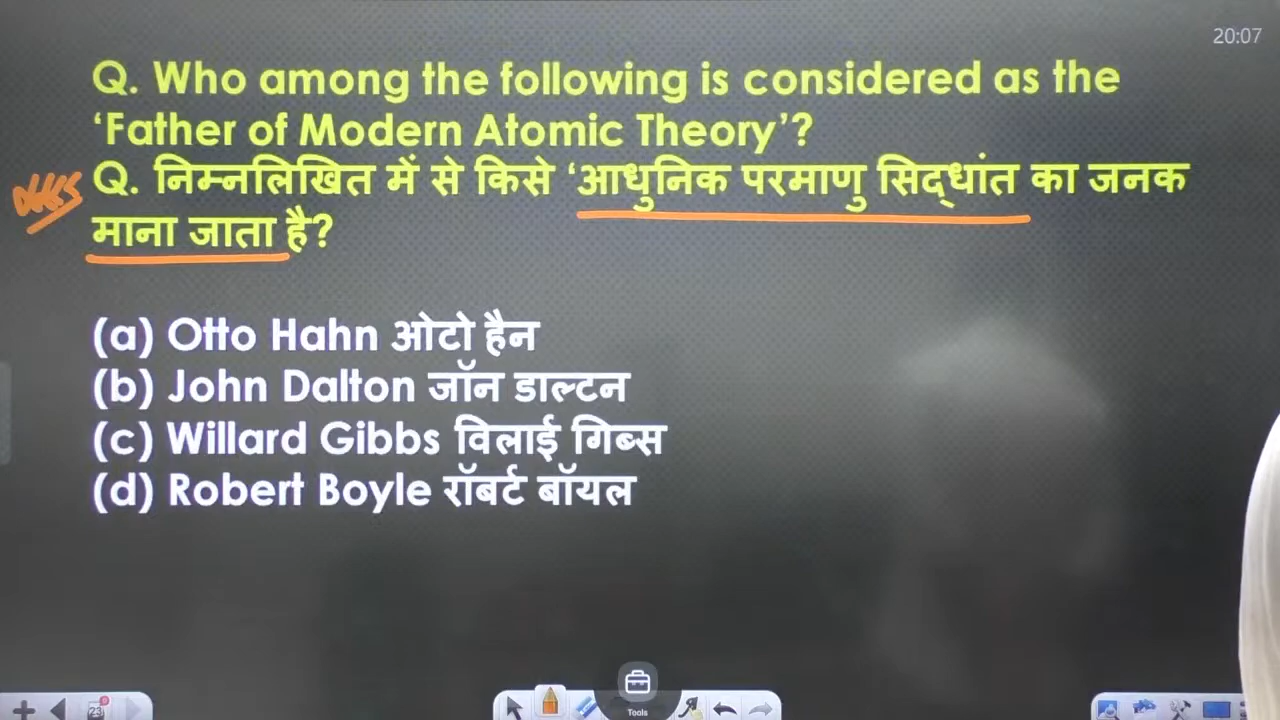 20:07
Q. Who among the following is considered as the
‘Father of Modern Atomic Theory’?
Q. निम्नलिखित में से किसे ‘आधुनिक परमाणु सिद्धांत का जनक
माना जाता है?
(a) Otto Hahn ओटो हैन
(b) John Dalton जॉन डाल्टन
(c) Willard Gibbs विलाई गिब्स
(d) Robert Boyle रॉबर्ट बॉयल
23
Tools